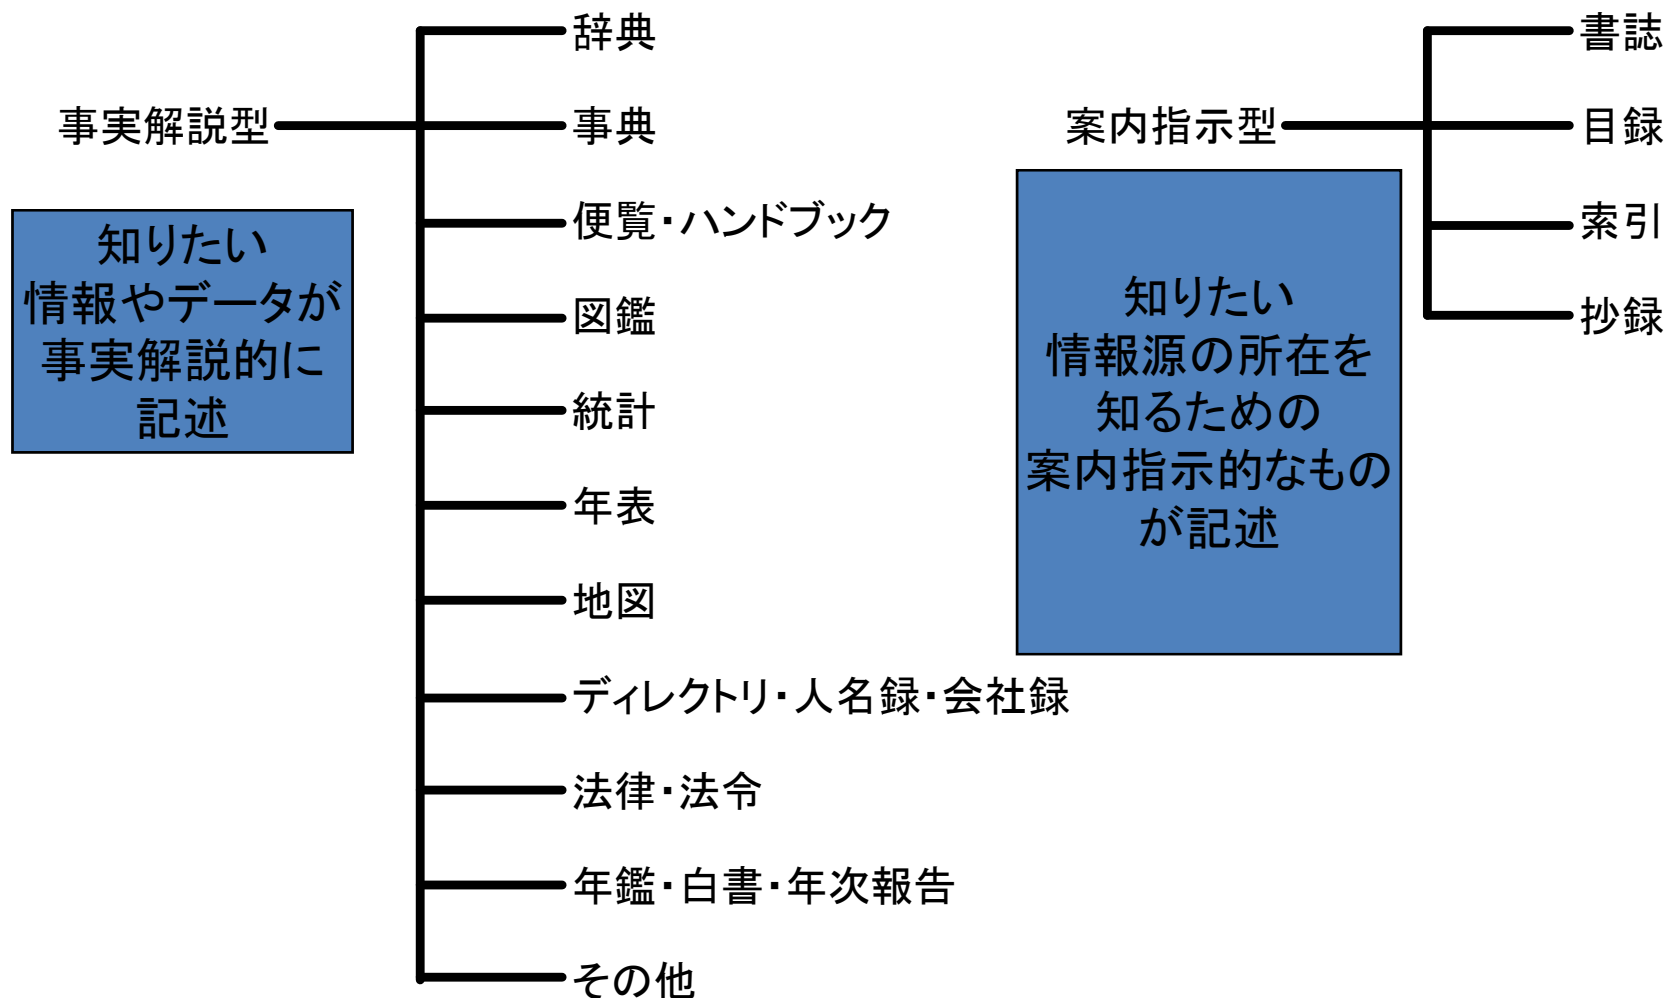 事実解説型
知りたい
情報やデータが
事実解説的に
記述
辞典
事典
便覧・ハンドブック
図鑑
統計
年表
地図
ディレクトリ・人名録・会社録
法律・法令
年鑑・白書・年次報告
その他
案内指示型
知りたい
情報源の所在を
知るための
案内指示的なもの
が記述
書誌
目録
索引
抄録